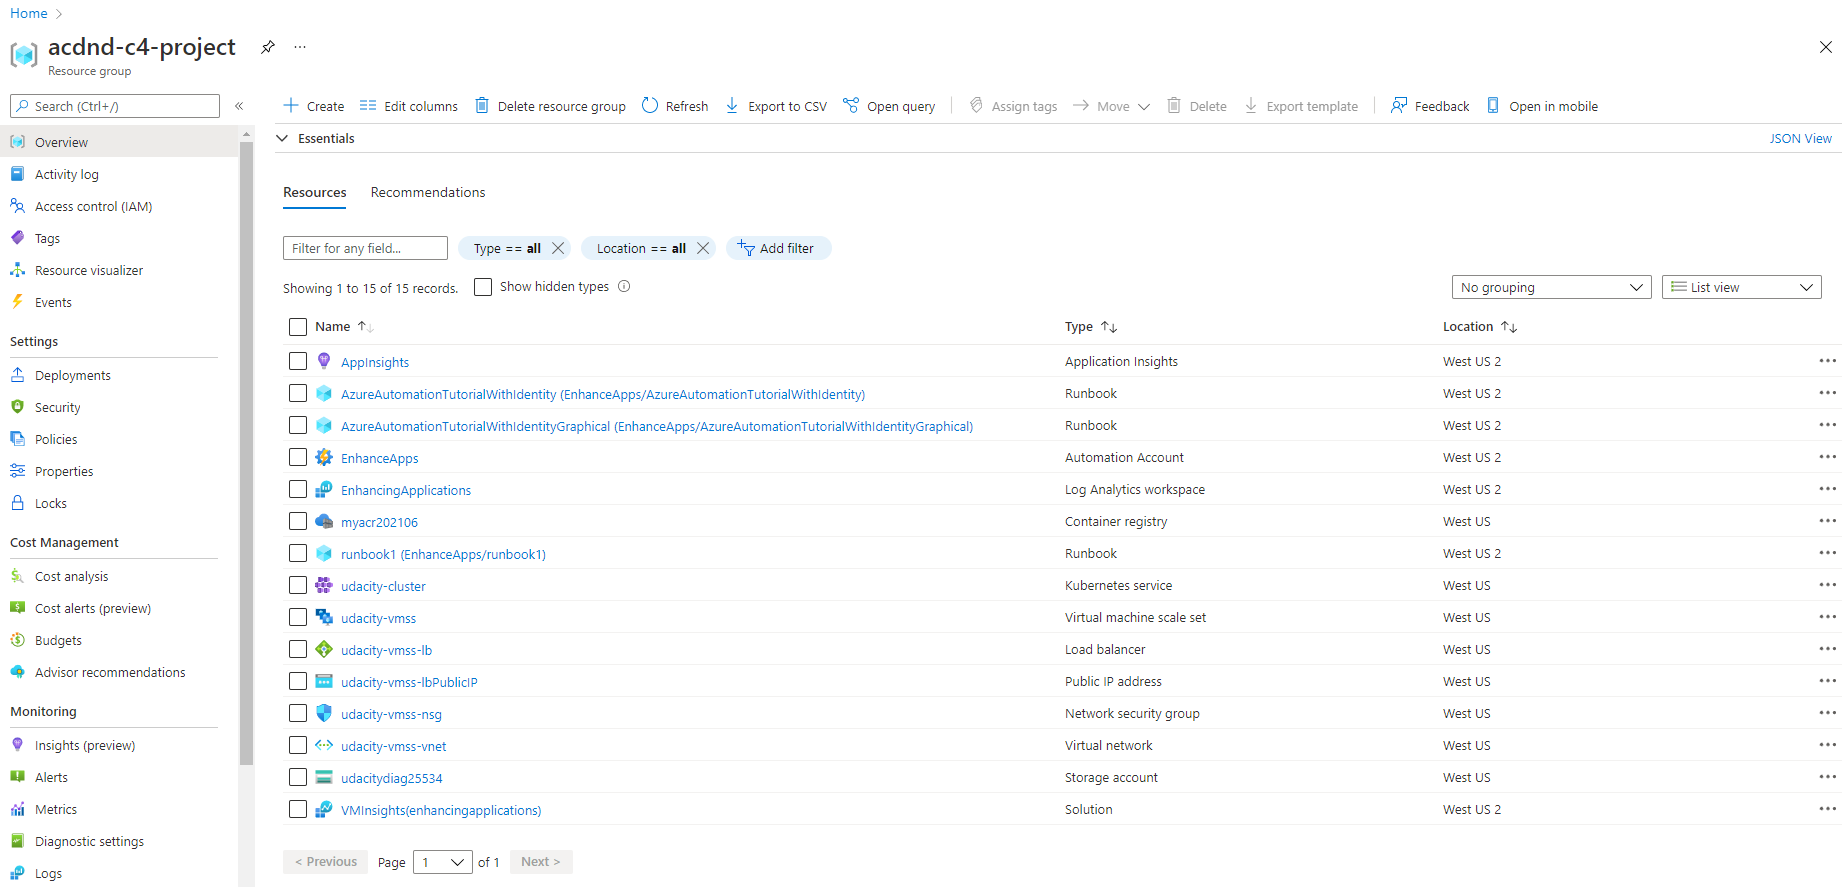 Home
acdnd-c4-project
Resource group
Search (Ctrl+/)
Overview
Activity log
Access control (IAM)
Tags
Resource visualizer
Events
Settings
Deployments
Security
Policies
Properties
Locks
Cost Management
Cost analysis
Cost alerts (preview)
Budgets
Advisor recommendations
Monitoring
Insights (preview)
Alerts
Metrics
Diagnostic settings
Logs
Create Edit columns Delete resource group Refresh Export to CSV Open query Assign tags Move Delete Export template Feedback Open in mobile
Essentials JSON View
Resources Recommendations
Filter for any field... Type == all Location == all Add filter
Showing 1 to 15 of 15 records. Show hidden types No grouping List view
Name Type Location
AppInsights Application Insights West US 2
AzureAutomationTutorialWithIdentity (EnhanceApps/AzureAutomationTutorialWithIdentity) Runbook West US 2
AzureAutomationTutorialWithIdentityGraphical (EnhanceApps/AzureAutomationTutorialWithIdentityGraphical) Runbook West US 2
EnhanceApps Automation Account West US 2
EnhancingApplications Log Analytics workspace West US 2
myacr202106 Container registry West US
runbook1 (EnhanceApps/runbook1) Runbook West US 2
udacity-cluster Kubernetes service West US
udacity-vmss Virtual machine scale set West US
udacity-vmss-lb Load balancer West US
udacity-vmss-lbPublicIP Public IP address West US
udacity-vmss-nsg Network security group West US
udacity-vmss-vnet Virtual network West US
udacitydiag25534 Storage account West US
VMInsights(enhancingapplications) Solution West US 2
< Previous Page 1 of 1 Next >